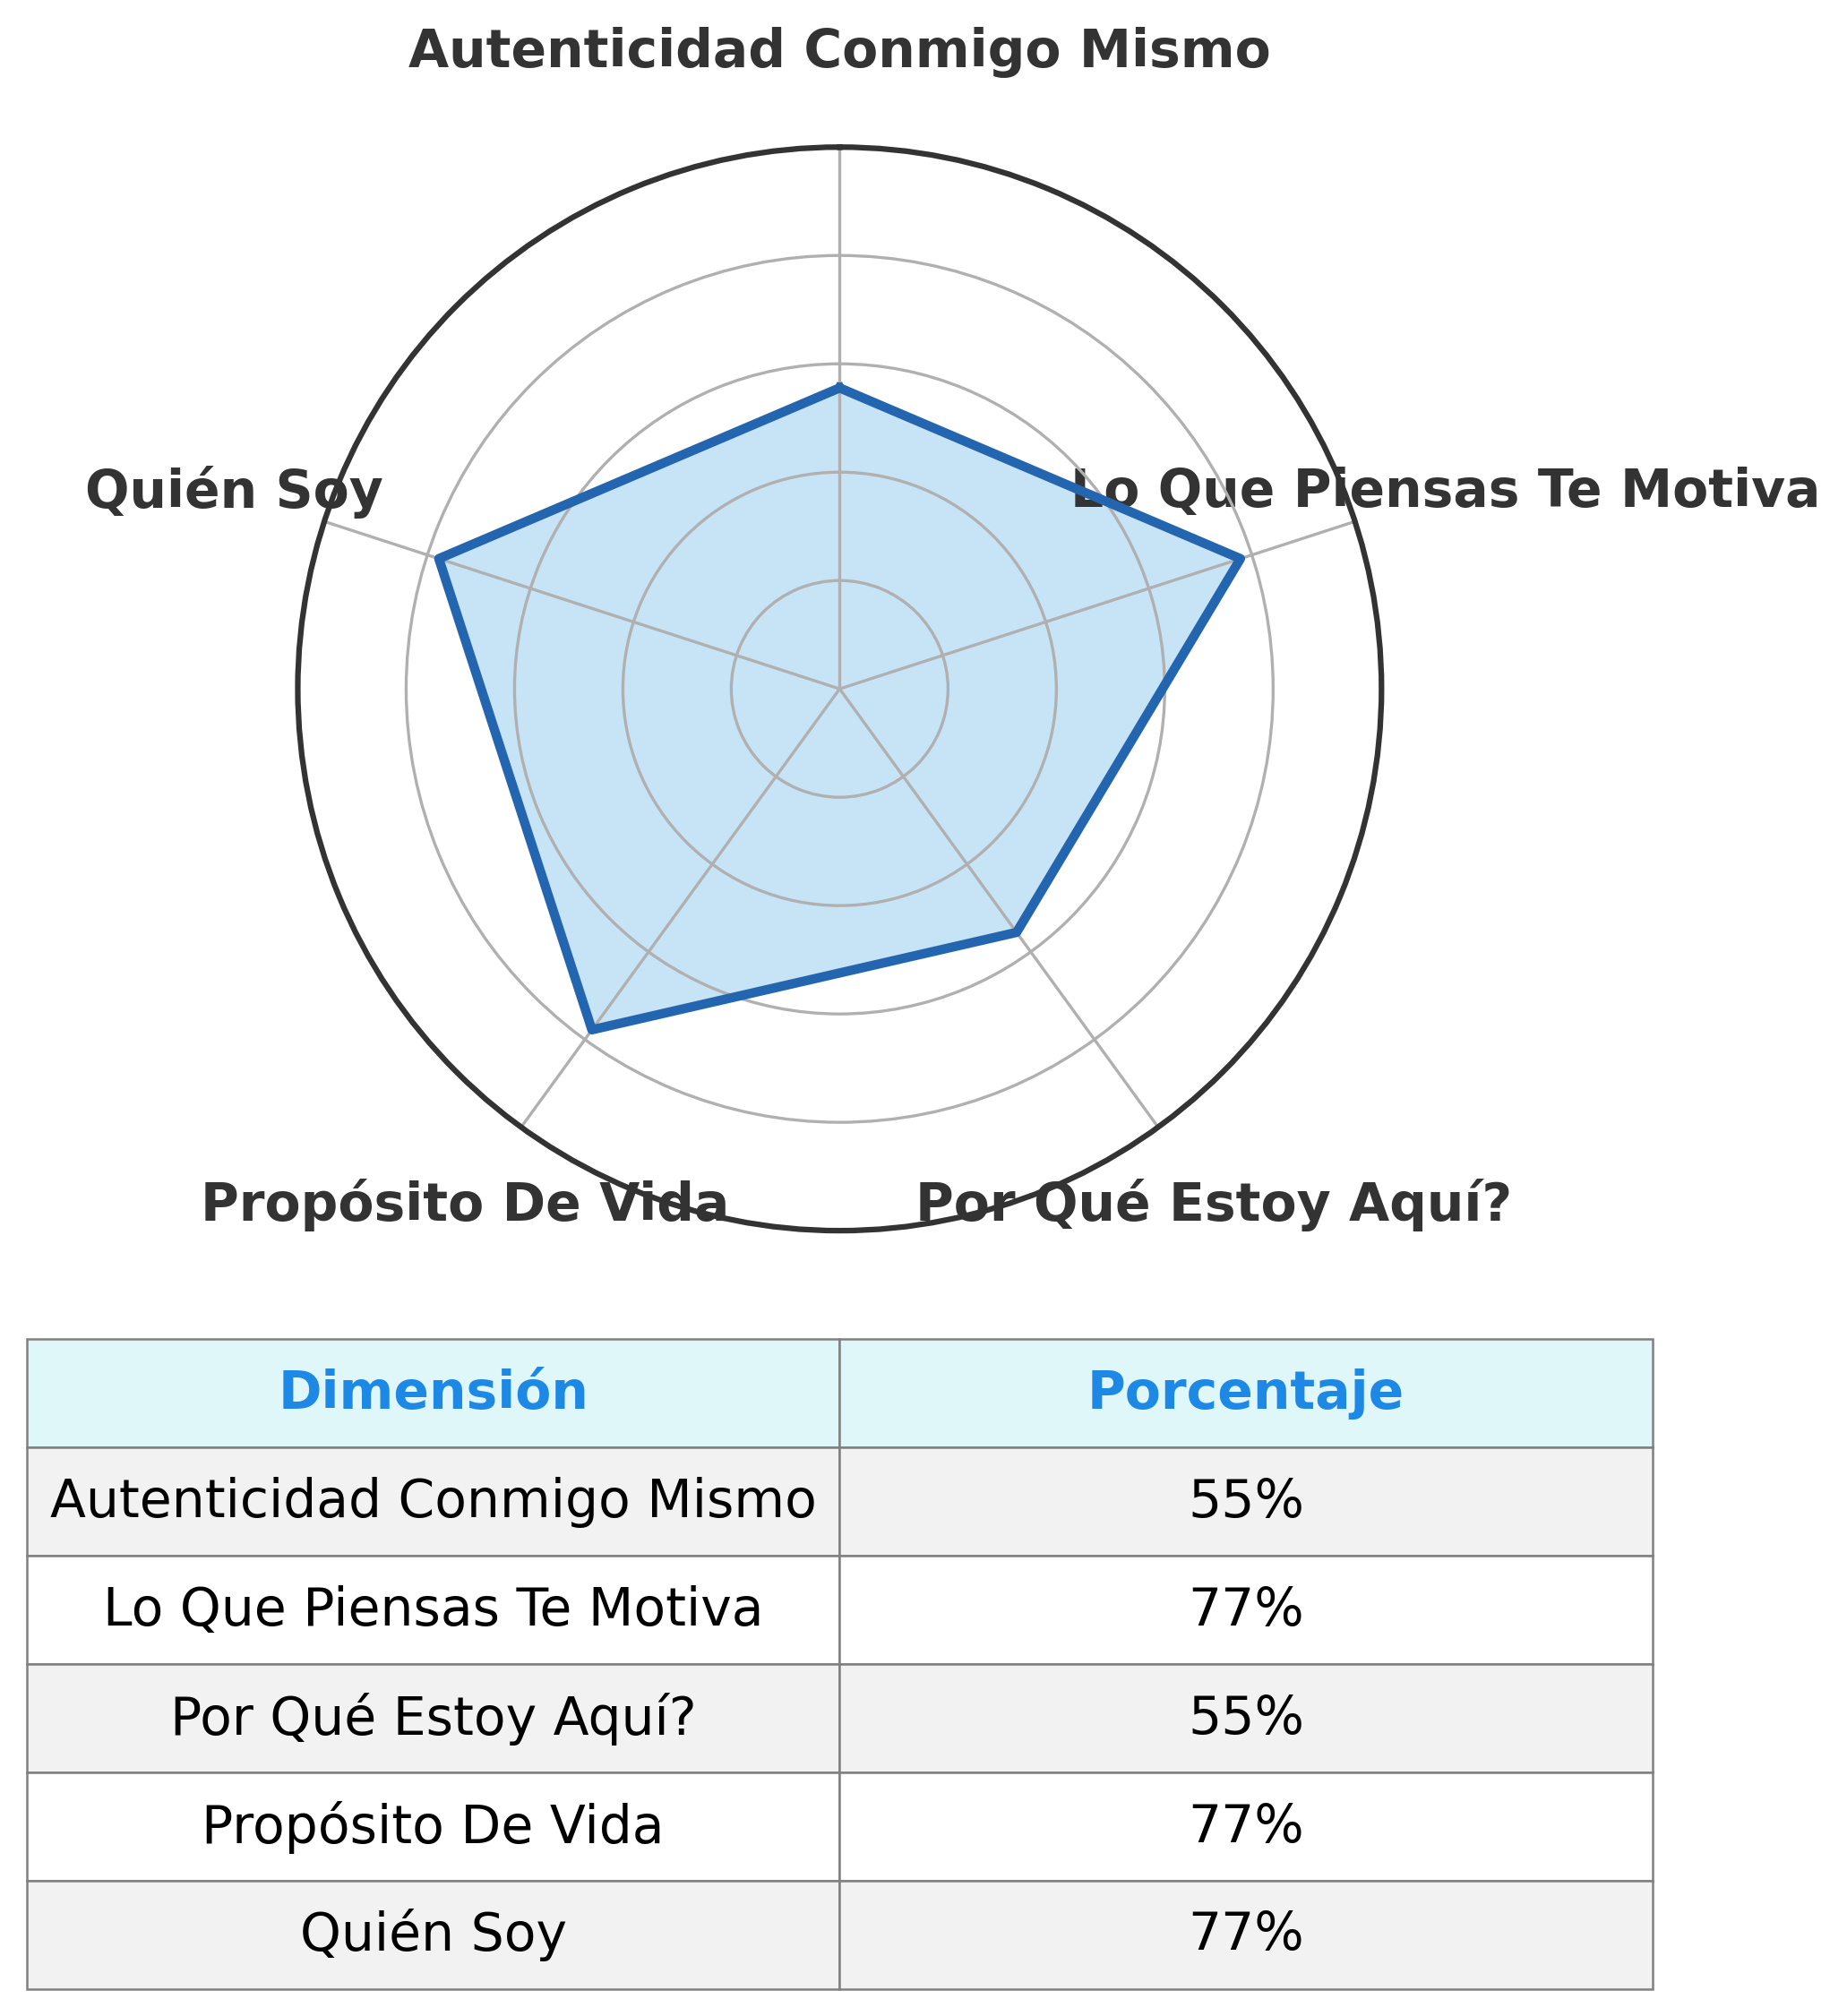 Autenticidad Conmigo Mismo
Quién Soy
Lo Que Piensas Te Motiva
Propósito De Vida
Por Qué Estoy Aquí?
Dimensión Porcentaje
Autenticidad Conmigo Mismo 55%
Lo Que Piensas Te Motiva 77%
Por Qué Estoy Aquí? 55%
Propósito De Vida 77%
Quién Soy 77%